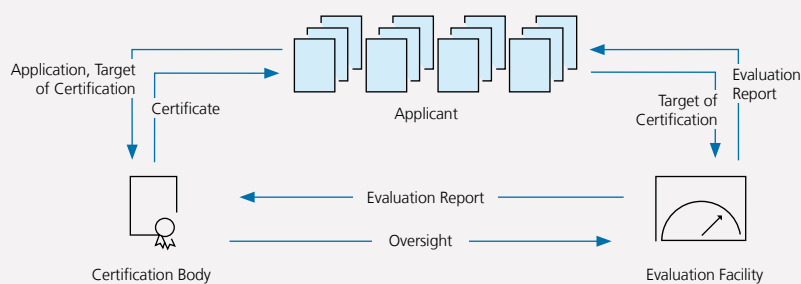 Application, Target
of Certification
Certificate
Applicant
Target of
Certification
Evaluation
Report
Evaluation Report
Oversight
Certification Body
Evaluation Facility